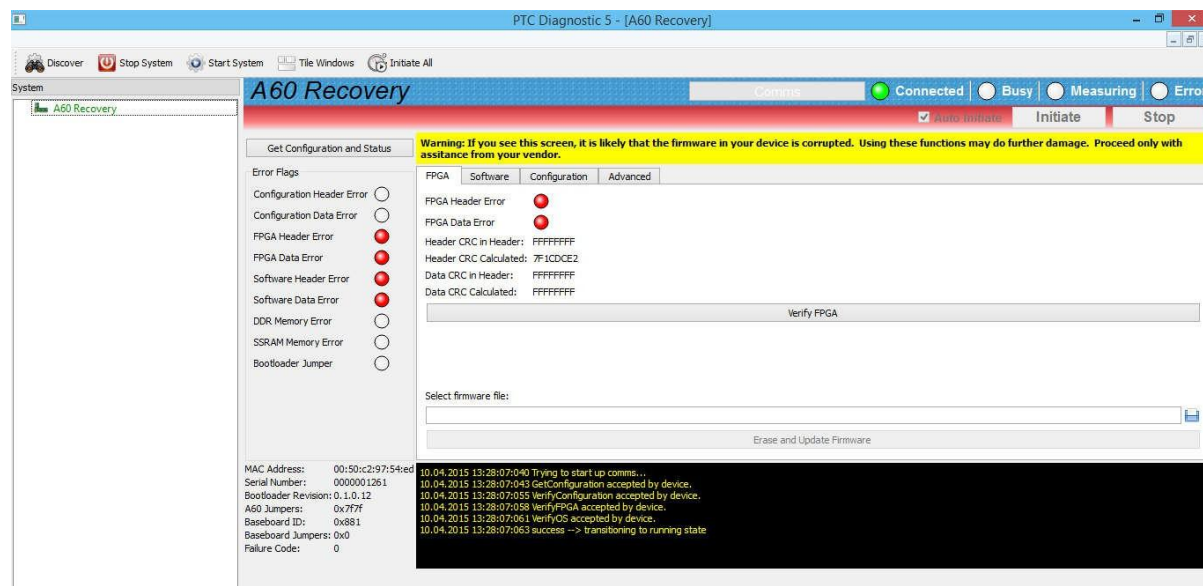 PTC Diagnostic 5 - [A60 Recovery]
Discover Stop System Start System Tile Windows Initiate All
System
A60 Recovery
A60 Recovery
Comms Connected Busy Measuring Erro
Auto Initiate Initiate Stop
Get Configuration and Status
Warning: If you see this screen, it is likely that the firmware in your device is corrupted. Using these functions may do further damage. Proceed only with
assitance from your vendor.
Error Flags
Configuration Header Error
Configuration Data Error
FPGA Header Error
FPGA Data Error
Software Header Error
Software Data Error
DDR Memory Error
SSRAM Memory Error
Bootloader Jumper
FPGA Software Configuration Advanced
FPGA Header Error
FPGA Data Error
Header CRC in Header: FFFFFFFF
Header CRC Calculated: 7F1CDCE2
Data CRC in Header: FFFFFFFF
Data CRC Calculated: FFFFFFFF
Verify FPGA
Select firmware file:
Erase and Update Firmware
MAC Address: 00:50:c2:97:54:ed
Serial Number: 0000001261
Bootloader Revision: 0.1.0.12
A60 Jumpers: 0x7f7f
Baseboard ID: 0x881
Baseboard Jumpers: 0x0
Failure Code: 0
10.04.2015 13:28:07:040 Trying to start up comms...
10.04.2015 13:28:07:043 GetConfiguration accepted by device.
10.04.2015 13:28:07:055 VerifyConfiguration accepted by device.
10.04.2015 13:28:07:058 VerifyFPGA accepted by device.
10.04.2015 13:28:07:061 VerifyOS accepted by device.
10.04.2015 13:28:07:063 success --> transitioning to running state